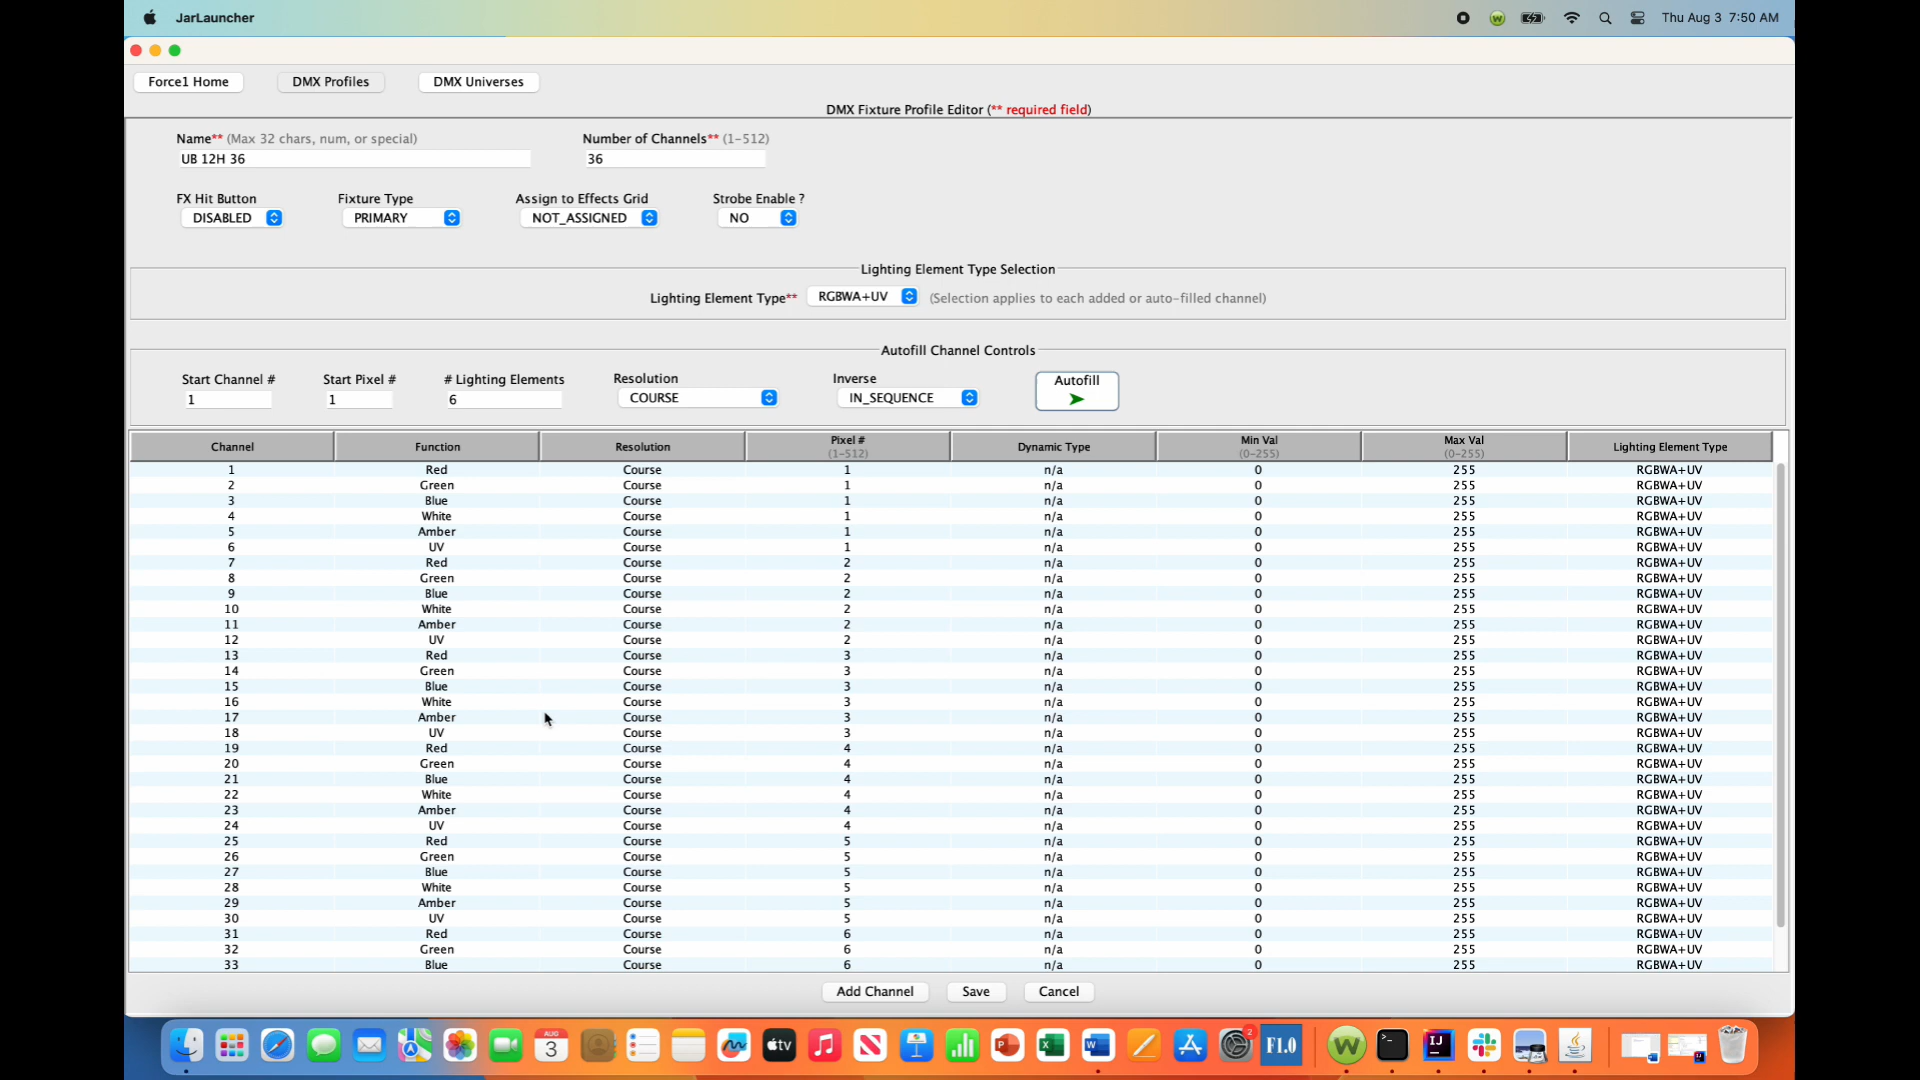 JarLauncher
Thu Aug 3 7:50 AM
Force1 Home DMX Profiles DMX Universes
DMX Fixture Profile Editor (** required field)
Name** (Max 32 chars, num, or special) Number of Channels** (1-512)
UB 12H 36 36
FX Hit Button Fixture Type Assign to Effects Grid Strobe Enable ?
DISABLED PRIMARY NOT_ASSIGNED NO
Lighting Element Type Selection
Lighting Element Type** RGBWA+UV (Selection applies to each added or auto-filled channel)
Autofill Channel Controls
Start Channel # Start Pixel # # Lighting Elements Resolution Inverse Autofill
1 1 6 COURSE IN_SEQUENCE
Channel Function Resolution Pixel # (1-512) Dynamic Type Min Val (0-255) Max Val (0-255) Lighting Element Type
1 Red Course 1 n/a 0 255 RGBWA+UV
2 Green Course 1 n/a 0 255 RGBWA+UV
3 Blue Course 1 n/a 0 255 RGBWA+UV
4 White Course 1 n/a 0 255 RGBWA+UV
5 Amber Course 1 n/a 0 255 RGBWA+UV
6 UV Course 1 n/a 0 255 RGBWA+UV
7 Red Course 2 n/a 0 255 RGBWA+UV
8 Green Course 2 n/a 0 255 RGBWA+UV
9 Blue Course 2 n/a 0 255 RGBWA+UV
10 White Course 2 n/a 0 255 RGBWA+UV
11 Amber Course 2 n/a 0 255 RGBWA+UV
12 UV Course 2 n/a 0 255 RGBWA+UV
13 Red Course 3 n/a 0 255 RGBWA+UV
14 Green Course 3 n/a 0 255 RGBWA+UV
15 Blue Course 3 n/a 0 255 RGBWA+UV
16 White Course 3 n/a 0 255 RGBWA+UV
17 Amber Course 3 n/a 0 255 RGBWA+UV
18 UV Course 3 n/a 0 255 RGBWA+UV
19 Red Course 4 n/a 0 255 RGBWA+UV
20 Green Course 4 n/a 0 255 RGBWA+UV
21 Blue Course 4 n/a 0 255 RGBWA+UV
22 White Course 4 n/a 0 255 RGBWA+UV
23 Amber Course 4 n/a 0 255 RGBWA+UV
24 UV Course 4 n/a 0 255 RGBWA+UV
25 Red Course 5 n/a 0 255 RGBWA+UV
26 Green Course 5 n/a 0 255 RGBWA+UV
27 Blue Course 5 n/a 0 255 RGBWA+UV
28 White Course 5 n/a 0 255 RGBWA+UV
29 Amber Course 5 n/a 0 255 RGBWA+UV
30 UV Course 5 n/a 0 255 RGBWA+UV
31 Red Course 6 n/a 0 255 RGBWA+UV
32 Green Course 6 n/a 0 255 RGBWA+UV
33 Blue Course 6 n/a 0 255 RGBWA+UV
Add Channel Save Cancel
AUG 3 tv P X W 2 F1.0 W >_ IJ